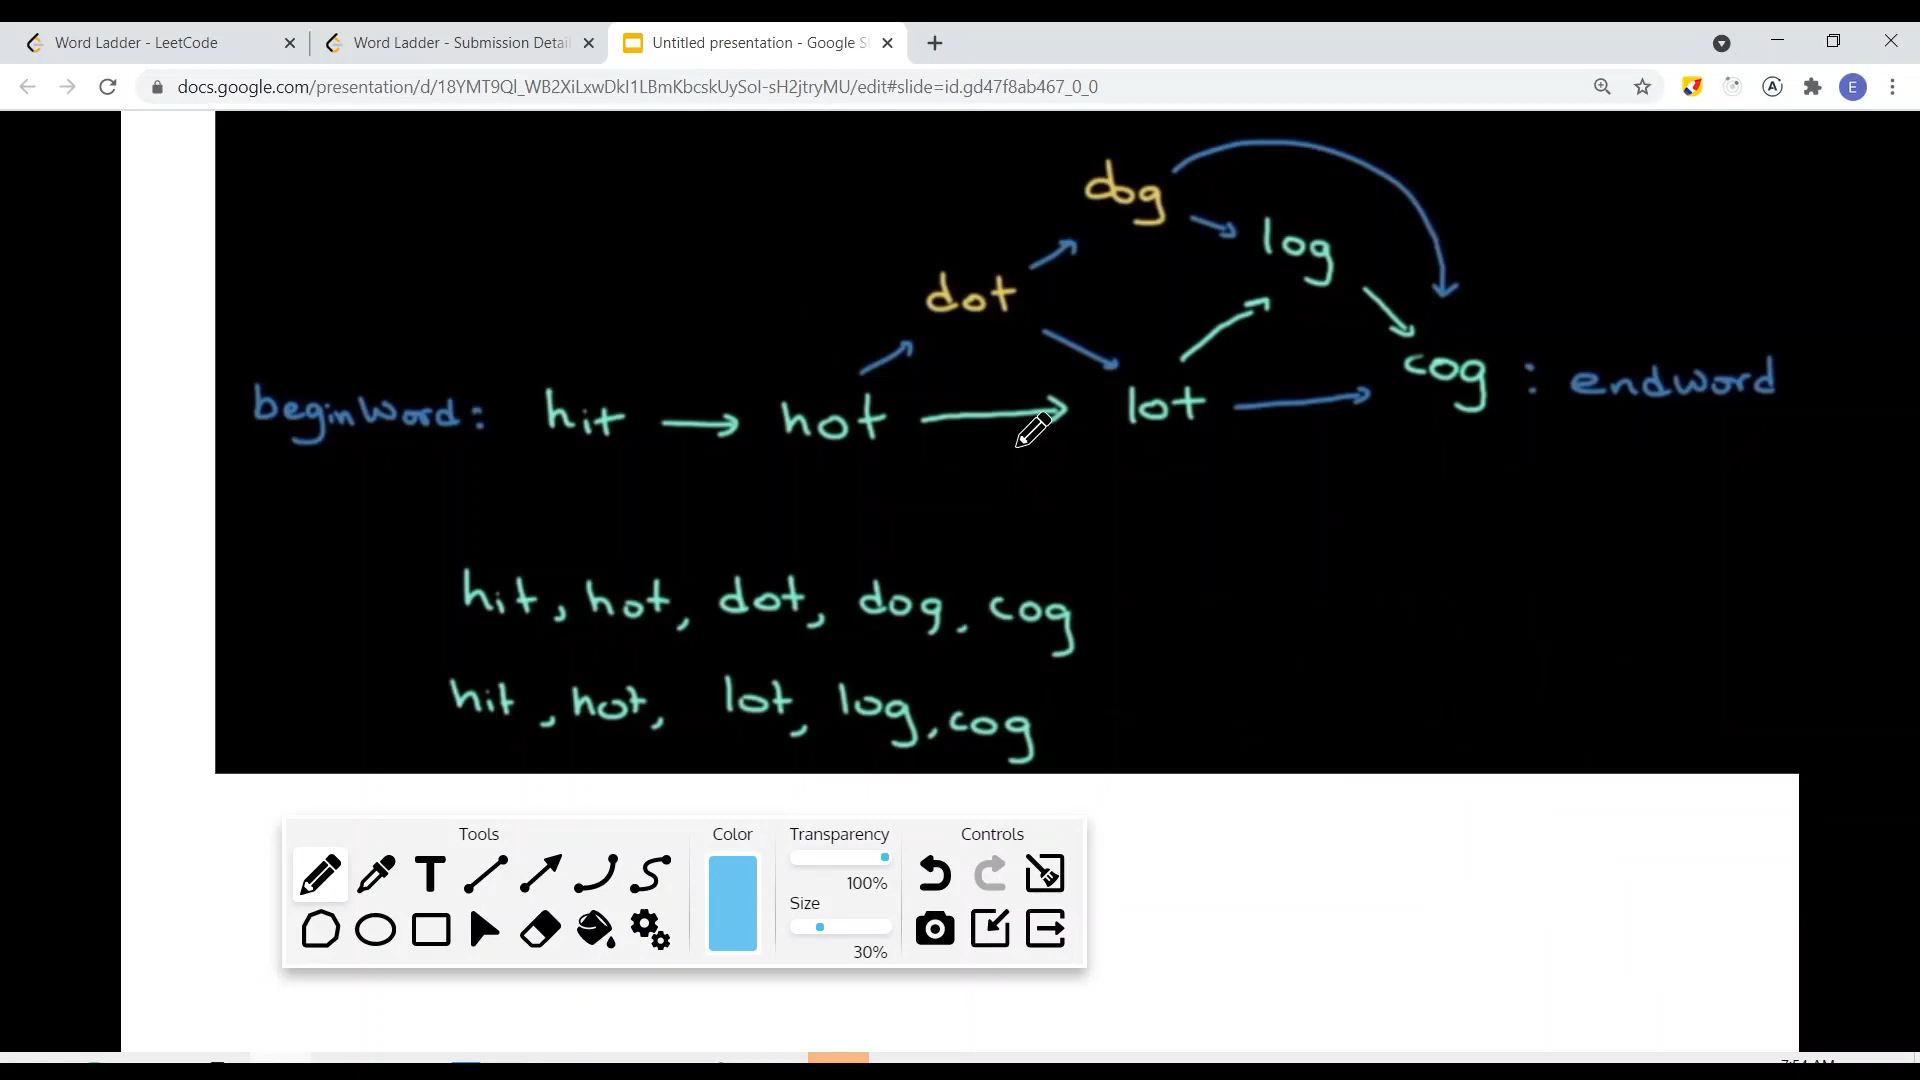 Word Ladder - LeetCode
Word Ladder - Submission Detail
Untitled presentation - Google S
docs.google.com/presentation/d/18YMT9Ql_WB2XiLxwDkI1LBmKbcskUySoI-sH2jtryMU/edit#slide=id.gd47f8ab467_0_0
A
E
dog
log
dot
cog : endword
beginWord: hit hot lot
hit, hot, dot, dog, cog
hit, hot, lot, log, cog
Tools
Color
Transparency
100%
Size
30%
Controls
T